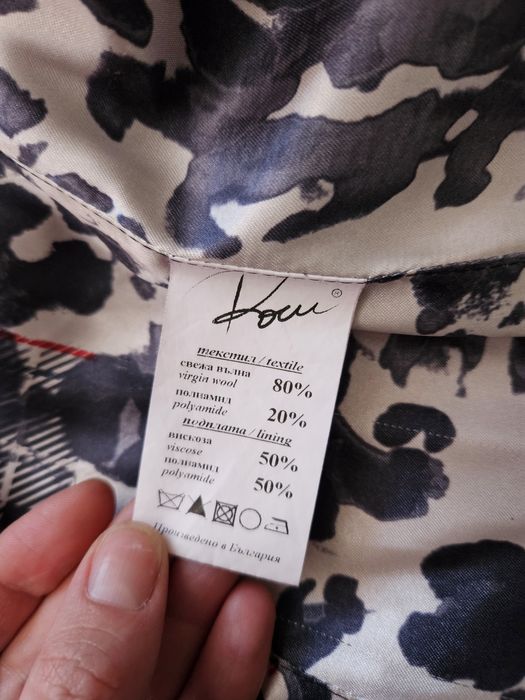 Коси ®
текстил / textile
свежа вълна 80%
virgin wool
полиамид 20%
polyamide
подплата / lining
вискоза 50%
viscose
полиамид 50%
polyamide
Произведено в България